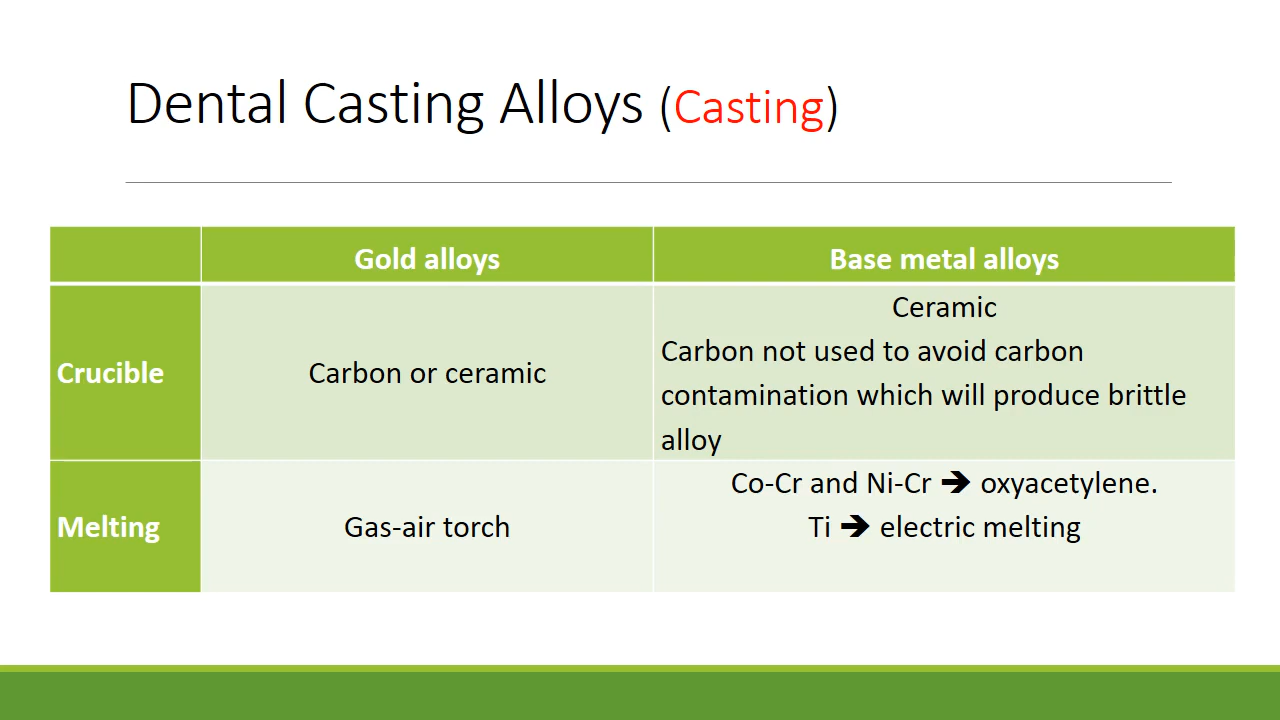 Dental Casting Alloys (Casting)
Gold alloys
Base metal alloys
Crucible
Carbon or ceramic
Ceramic
Carbon not used to avoid carbon
contamination which will produce brittle
alloy
Melting
Gas-air torch
Co-Cr and Ni-Cr 🡺 oxyacetylene.
Ti 🡺 electric melting